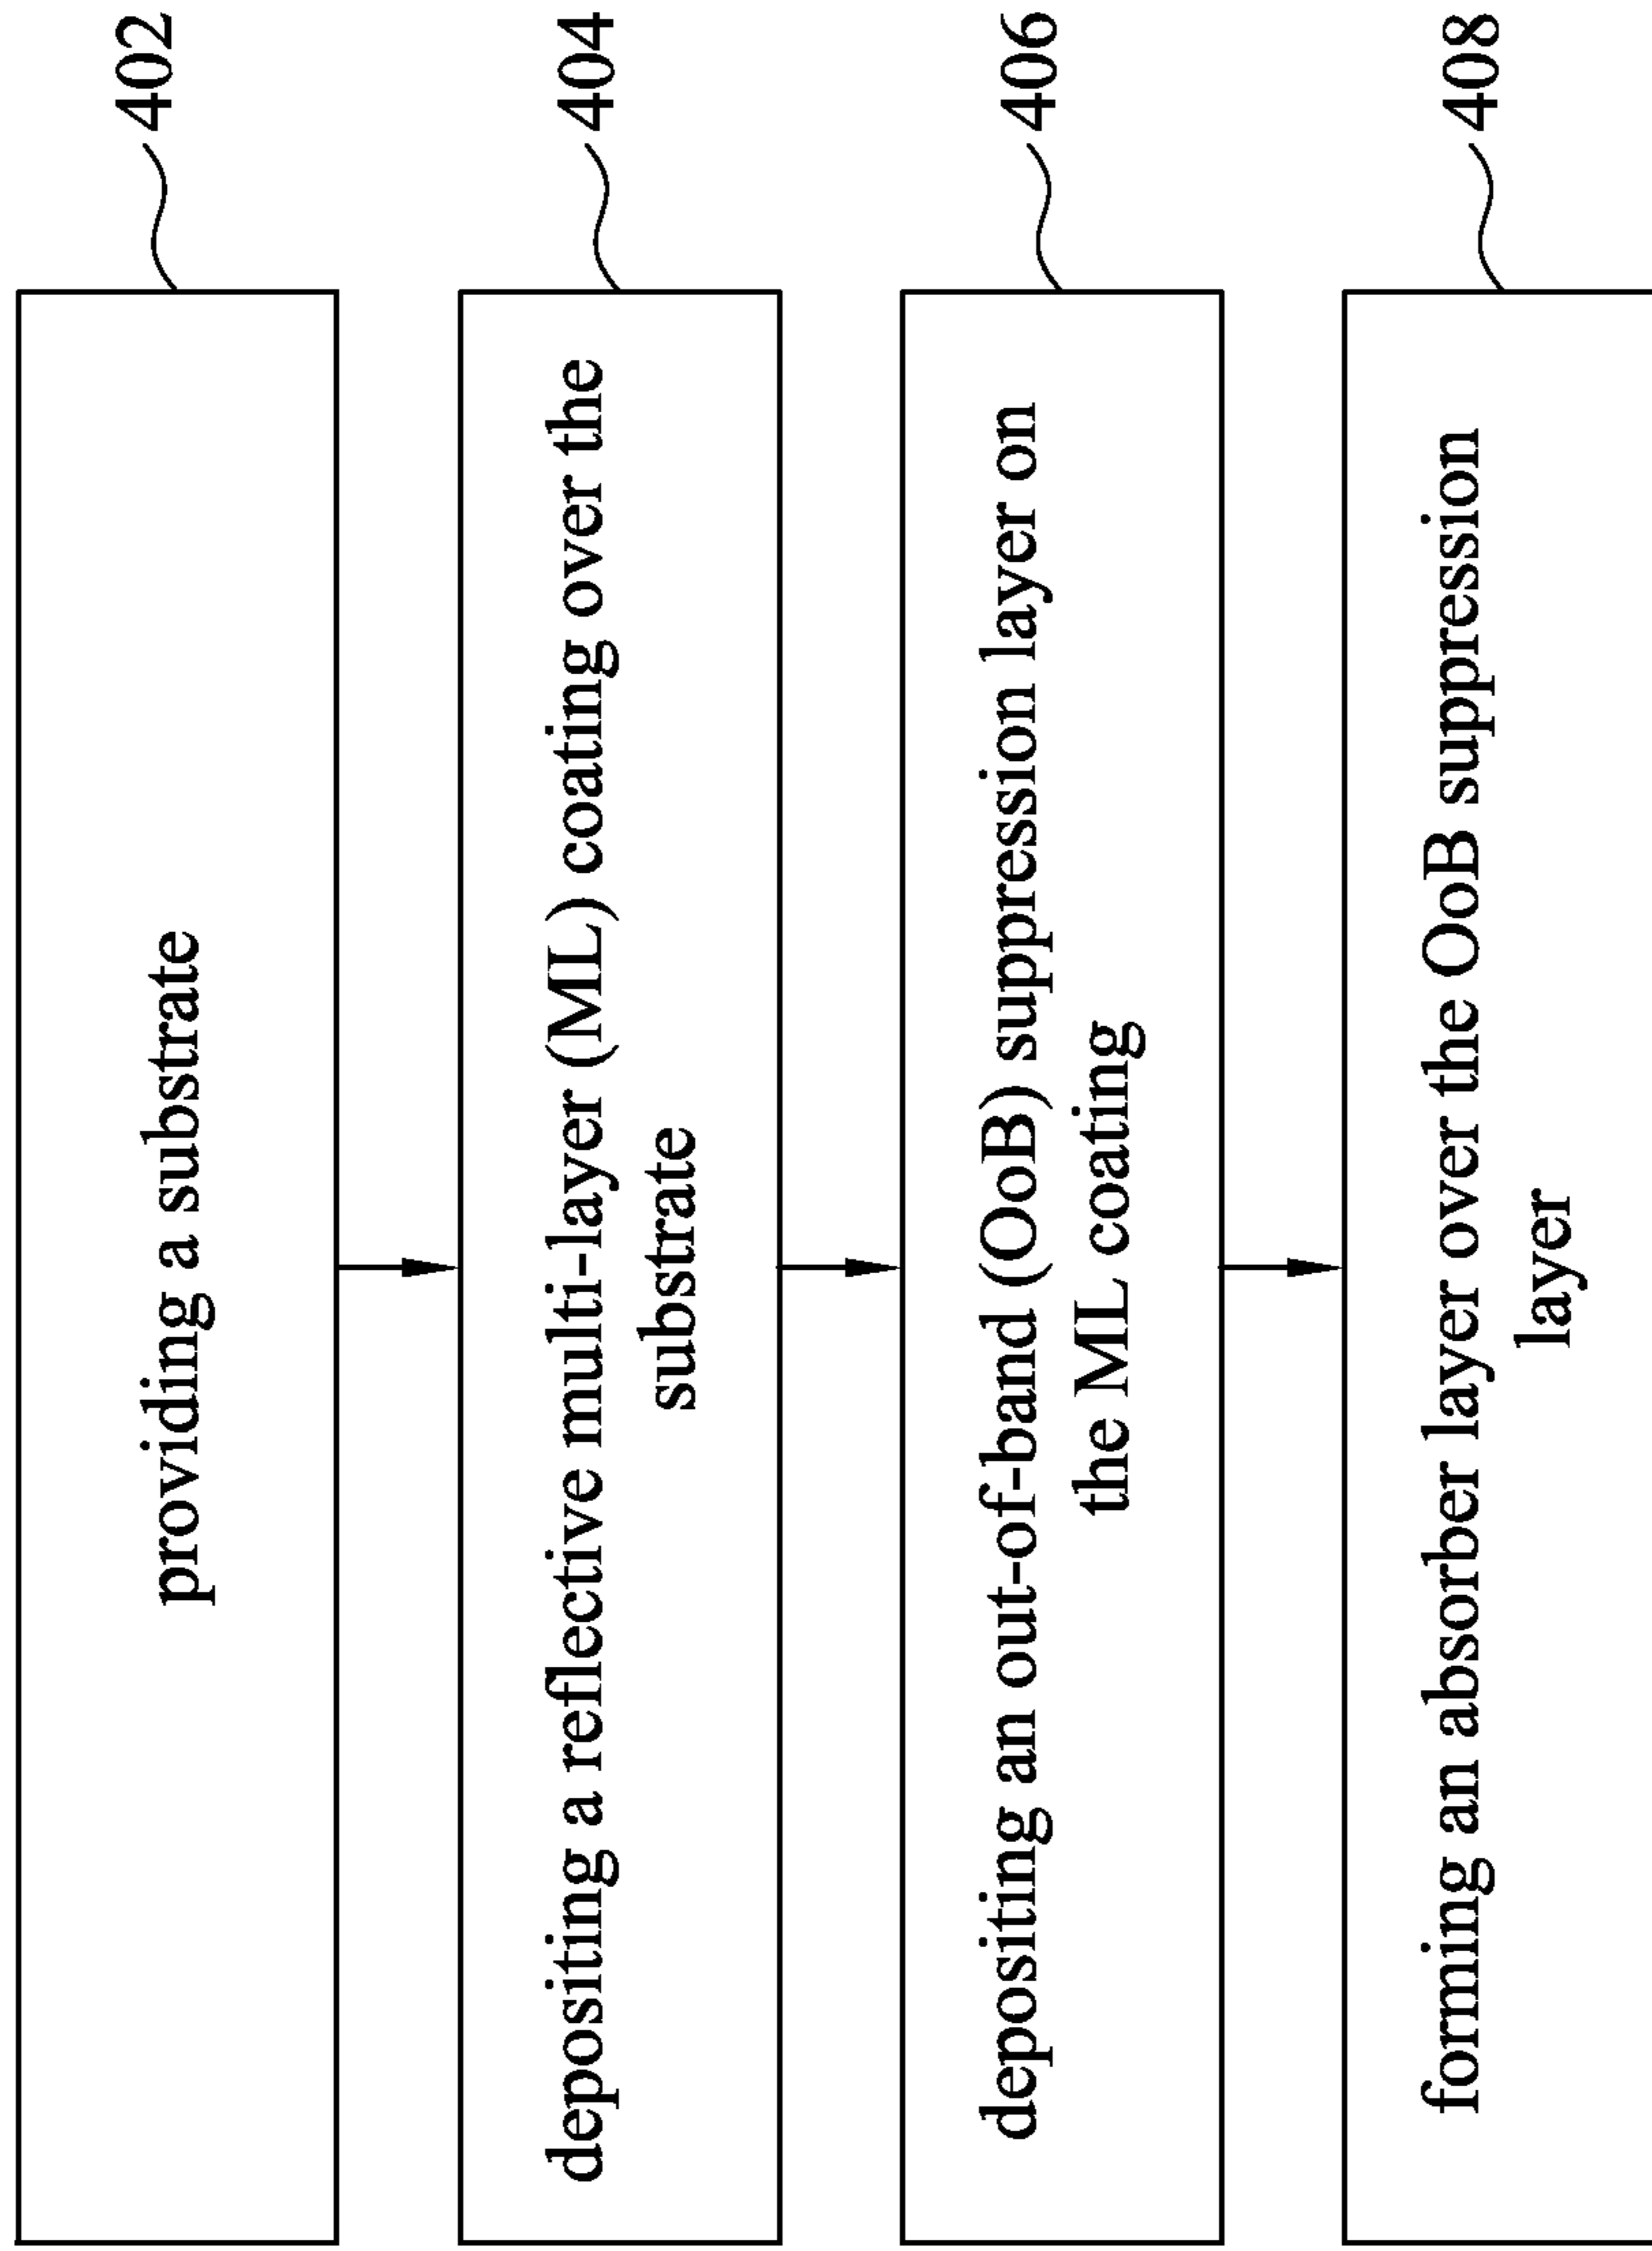 providing a substrate
402
depositing a reflective multi-layer (ML) coating over the
substrate
404
depositing an out-of-band (OoB) suppression layer on
the ML coating
406
forming an absorber layer over the OoB suppression
layer
408